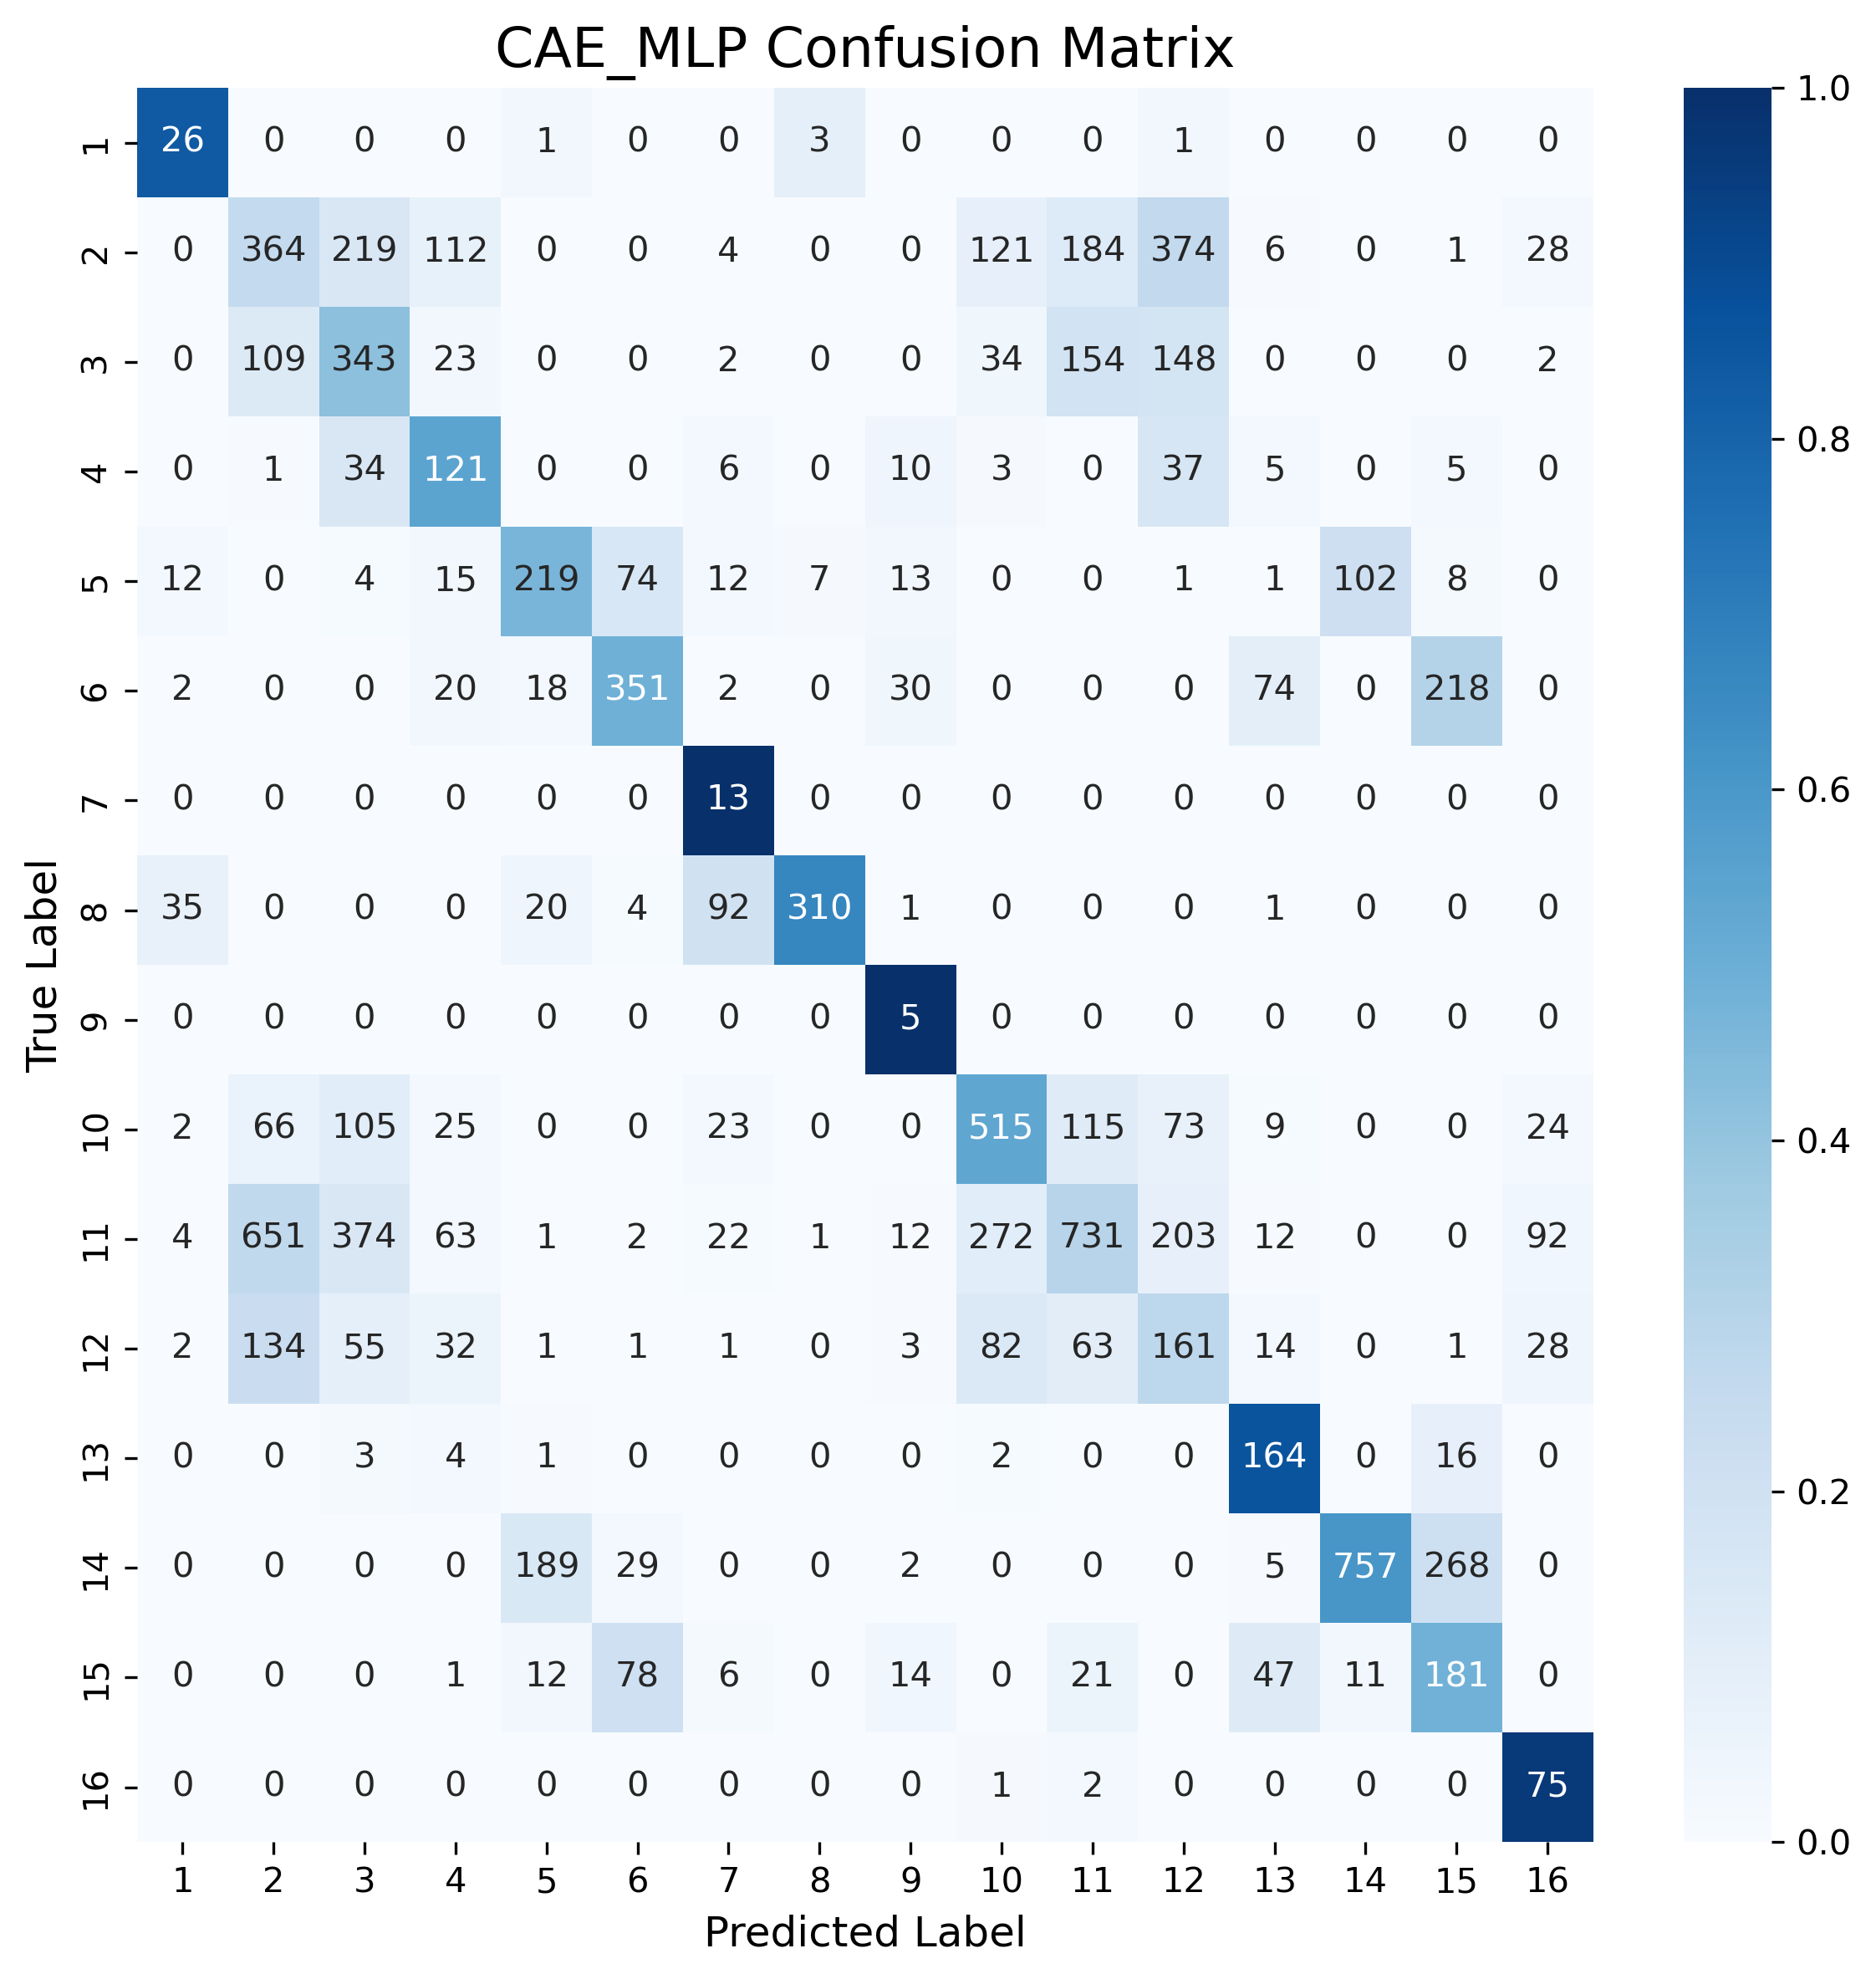 CAE_MLP Confusion Matrix
1 26 0 0 0 1 0 0 3 0 0 0 1 0 0 0 0
2 0 364 219 112 0 0 4 0 0 121 184 374 6 0 1 28
3 0 109 343 23 0 0 2 0 0 34 154 148 0 0 0 2
4 0 1 34 121 0 0 6 0 10 3 0 37 5 0 5 0
5 12 0 4 15 219 74 12 7 13 0 0 1 1 102 8 0
6 2 0 0 20 18 351 2 0 30 0 0 0 74 0 218 0
7 0 0 0 0 0 0 13 0 0 0 0 0 0 0 0 0
8 35 0 0 0 20 4 92 310 1 0 0 0 1 0 0 0
9 0 0 0 0 0 0 0 0 5 0 0 0 0 0 0 0
10 2 66 105 25 0 0 23 0 0 515 115 73 9 0 0 24
11 4 651 374 63 1 2 22 1 12 272 731 203 12 0 0 92
12 2 134 55 32 1 1 1 0 3 82 63 161 14 0 1 28
13 0 0 3 4 1 0 0 0 0 2 0 0 164 0 16 0
14 0 0 0 0 189 29 0 0 2 0 0 0 5 757 268 0
15 0 0 0 1 12 78 6 0 14 0 21 0 47 11 181 0
16 0 0 0 0 0 0 0 0 0 1 2 0 0 0 0 75
1 2 3 4 5 6 7 8 9 10 11 12 13 14 15 16
Predicted Label
True Label
1.0
0.8
0.6
0.4
0.2
0.0